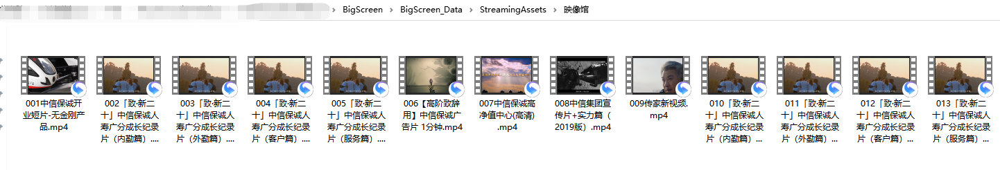 BigScreen > BigScreen_Data > StreamingAssets > 映像馆
001中信保诚开
业短片-无金刚产
品.mp4
002「致·新二
十」中信保诚人
寿广分成长纪录
片（内勤篇）....
003「致·新二
十」中信保诚人
寿广分成长纪录
片（外勤篇）....
004「致·新二
十」中信保诚人
寿广分成长纪录
片（客户篇）....
005「致·新二
十」中信保诚人
寿广分成长纪录
片（服务篇）....
006【高阶致辞
用】中信保诚广
告片 1分钟.mp4
007中信保诚高
净值中心(高清)
.mp4
008中信集团宣
传片+实力篇（
2019版）.mp4
009传家新视频.
mp4
010「致·新二
十」中信保诚人
寿广分成长纪录
片（内勤篇）...
011「致·新二
十」中信保诚人
寿广分成长纪录
片（外勤篇）...
012「致·新二
十」中信保诚人
寿广分成长纪录
片（客户篇）...
013「致·新二
十」中信保诚人
寿广分成长纪录
片（服务篇）...